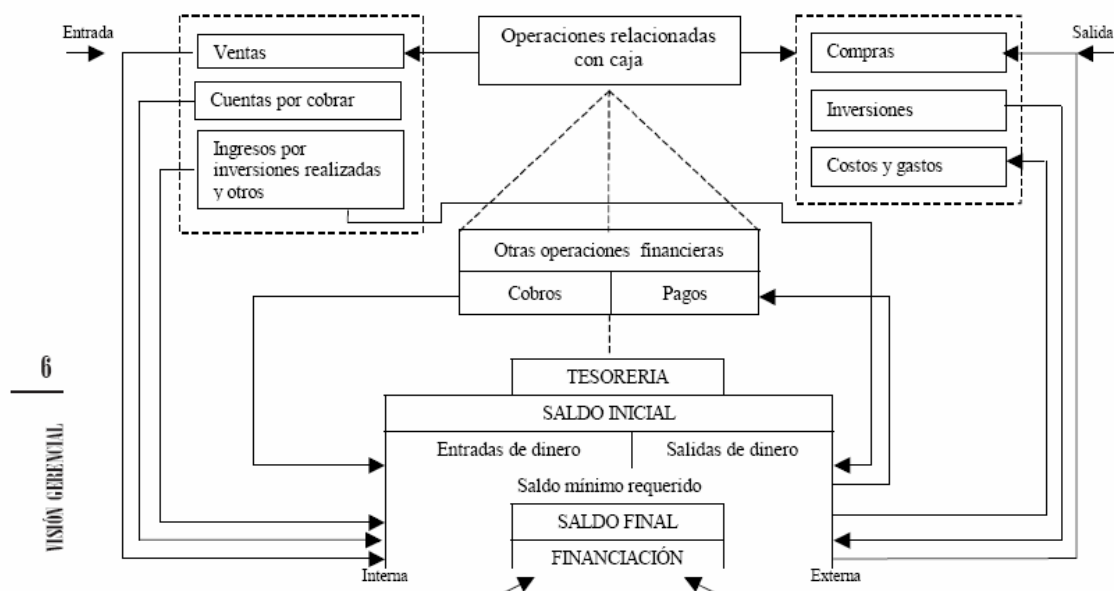 Entrada
Ventas
Cuentas por cobrar
Ingresos por
inversiones realizadas
y otros
Operaciones relacionadas
con caja
Salida
Compras
Inversiones
Costos y gastos
Otras operaciones financieras
Cobros
Pagos
TESORERIA
SALDO INICIAL
Entradas de dinero
Salidas de dinero
Saldo mínimo requerido
SALDO FINAL
FINANCIACIÓN
Interna
Externa
6
VISIÓN GERENCIAL